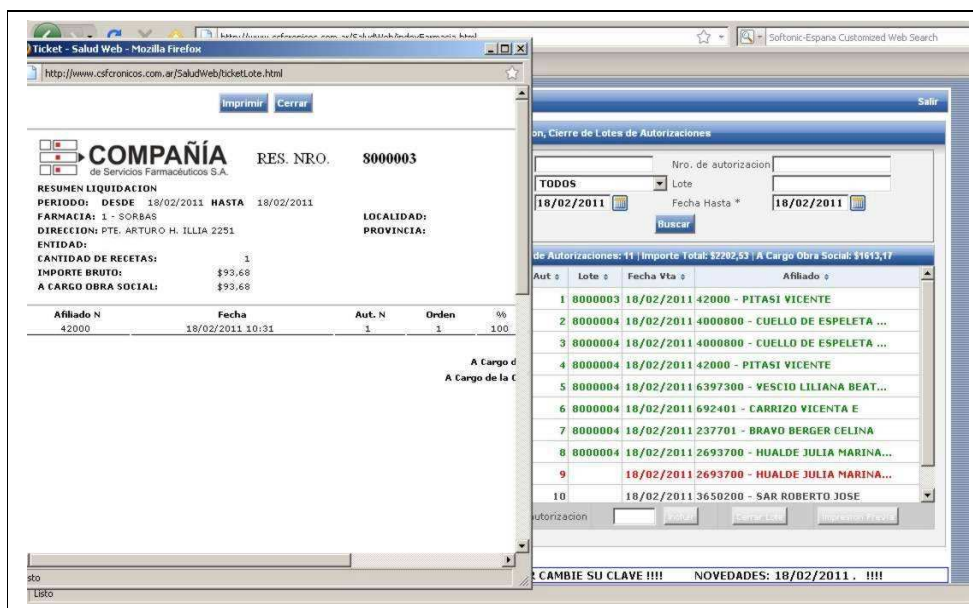 Ticket - Salud Web - Mozilla Firefox
http://www.csfcronicos.com.ar/SaludWeb/ticketLote.html
Imprimir Cerrar
COMPAÑÍA
de Servicios Farmacéuticos S.A.
RES. NRO. 8000003
RESUMEN LIQUIDACION
PERIODO: DESDE 18/02/2011 HASTA 18/02/2011
FARMACIA: 1 - SORBAS LOCALIDAD:
DIRECCION: PTE. ARTURO H. ILLIA 2251 PROVINCIA:
ENTIDAD:
CANTIDAD DE RECETAS: 1
IMPORTE BRUTO: $93,68
A CARGO OBRA SOCIAL: $93,68
Afiliado N Fecha Aut. N Orden %
42000 18/02/2011 10:31 1 1 100
A Cargo d
A Cargo de la
sto
Listo
Softonic-Espana Customized Web Search
Salir
on, Cierre de Lotes de Autorizaciones
Nro. de autorizacion
TODOS Lote
18/02/2011 Fecha Hasta * 18/02/2011
Buscar
de Autorizaciones: 11 | Importe Total: $2202,53 | A Cargo Obra Social: $1613,17
Aut Lote Fecha Vta Afiliado
1 8000003 18/02/2011 42000 - PITASI VICENTE
2 8000004 18/02/2011 4000800 - CUELLO DE ESPELETA ...
3 8000004 18/02/2011 4000800 - CUELLO DE ESPELETA ...
4 8000004 18/02/2011 42000 - PITASI VICENTE
5 8000004 18/02/2011 6397300 - VESCIO LILIANA BEAT...
6 8000004 18/02/2011 692401 - CARRIZO VICENTA E
7 8000004 18/02/2011 237701 - BRAVO BERGER CELINA
8 8000004 18/02/2011 2693700 - HUALDE JULIA MARINA...
9 18/02/2011 2693700 - HUALDE JULIA MARINA...
10 18/02/2011 3650200 - SAR ROBERTO JOSE
utorizacion Cerrar Lote Impresion Previa
CAMBIE SU CLAVE !!!! NOVEDADES: 18/02/2011 . !!!!